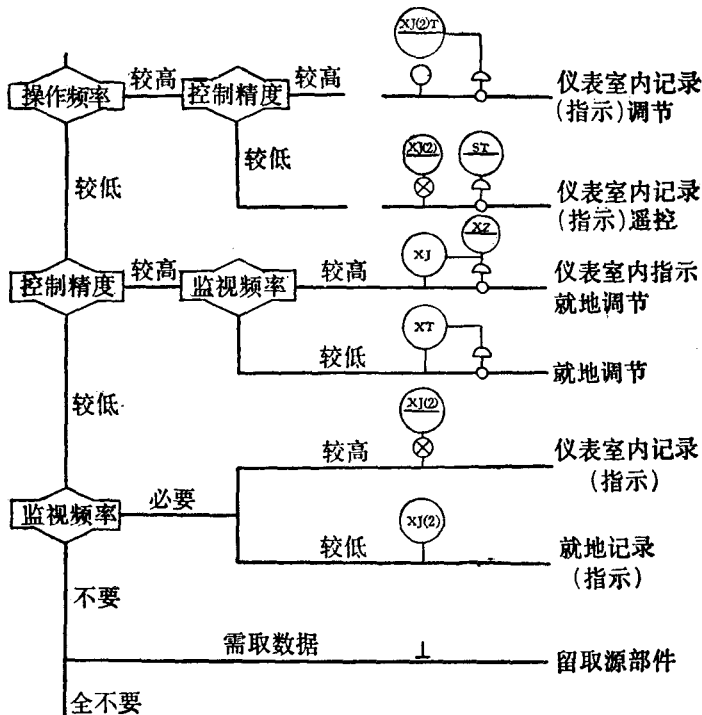 XJ(2)T
操作频率
较高
控制精度
较高
仪表室内记录
(指示)调节
较低
较低
XJ(2)
ST
仪表室内记录
(指示)遥控
XZ
控制精度
较高
监视频率
较高
XJ
仪表室内指示
就地调节
XT
较低
就地调节
较低
XJ(2)
较高
仪表室内记录
(指示)
监视频率
必要
XJ(2)
较低
就地记录
(指示)
不要
需取数据
留取源部件
全不要